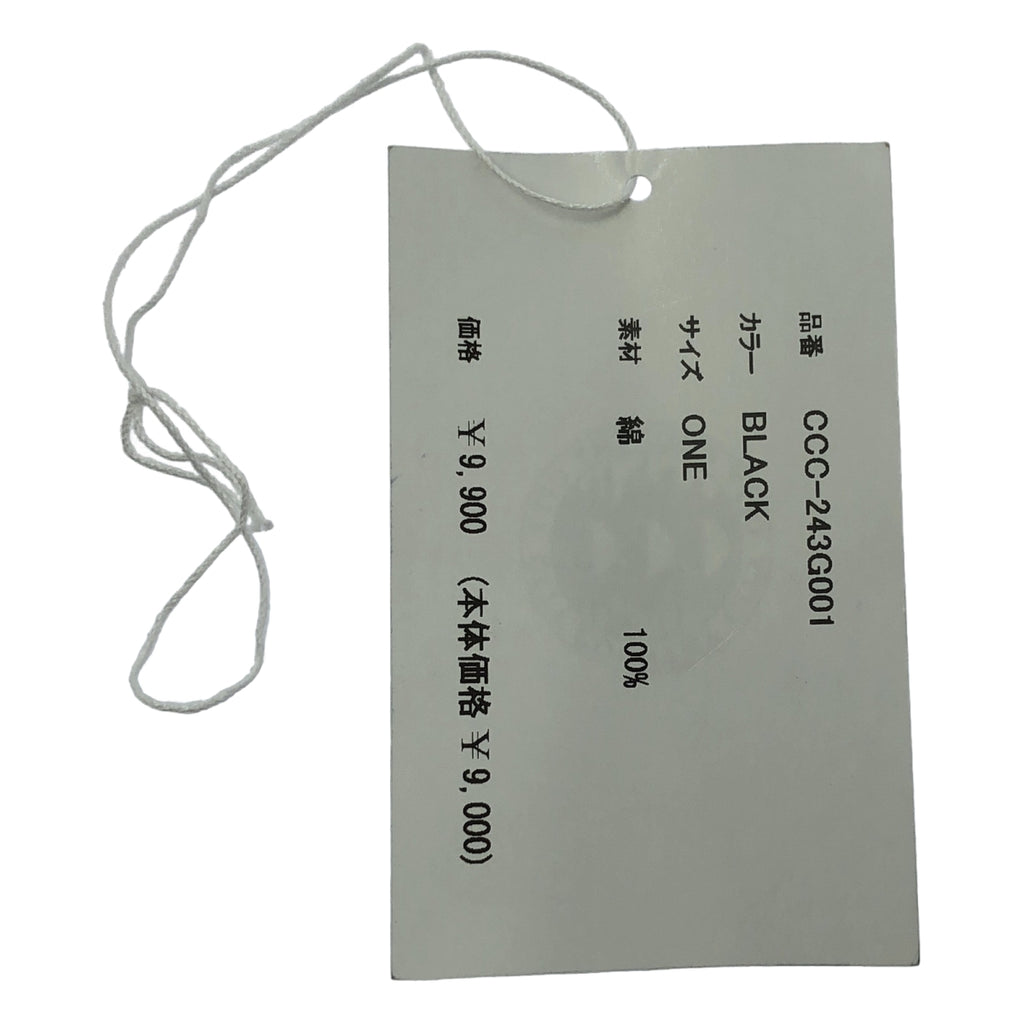 品番 CCC-243G001
カラー BLACK
サイズ ONE
素材 綿 100%
価格 ¥9,900 (本体価格¥9,000)